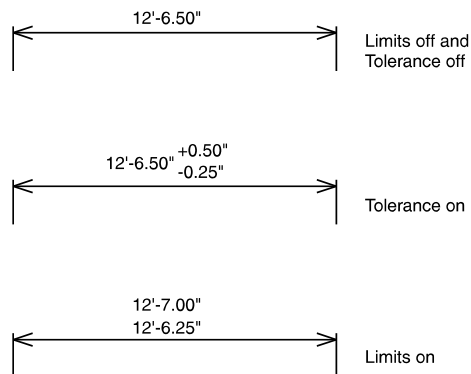 12'-6.50"
Limits off and
Tolerance off
12'-6.50" +0.50"
-0.25"
Tolerance on
12'-7.00"
12'-6.25"
Limits on